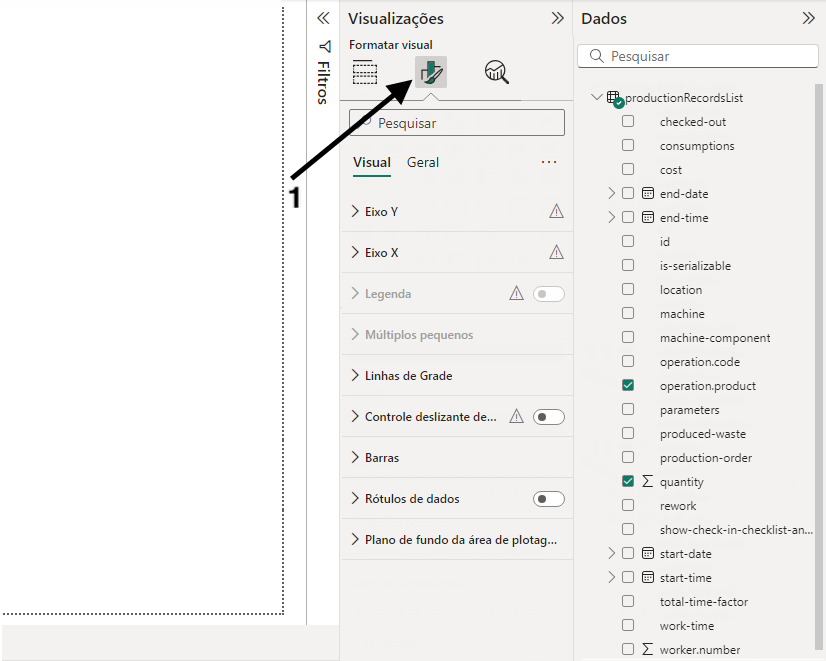 Filtros
Visualizações
Formatar visual
Pesquisar
Visual Geral ...
Eixo Y
Eixo X
Legenda
Múltiplos pequenos
Linhas de Grade
Controle deslizante de...
Barras
Rótulos de dados
Plano de fundo da área de plotag...
1
Dados
Pesquisar
productionRecordsList
checked-out
consumptions
cost
end-date
end-time
id
is-serializable
location
machine
machine-component
operation.code
operation.product
parameters
produced-waste
production-order
∑ quantity
rework
show-check-in-checklist-an...
start-date
start-time
total-time-factor
work-time
∑ worker.number